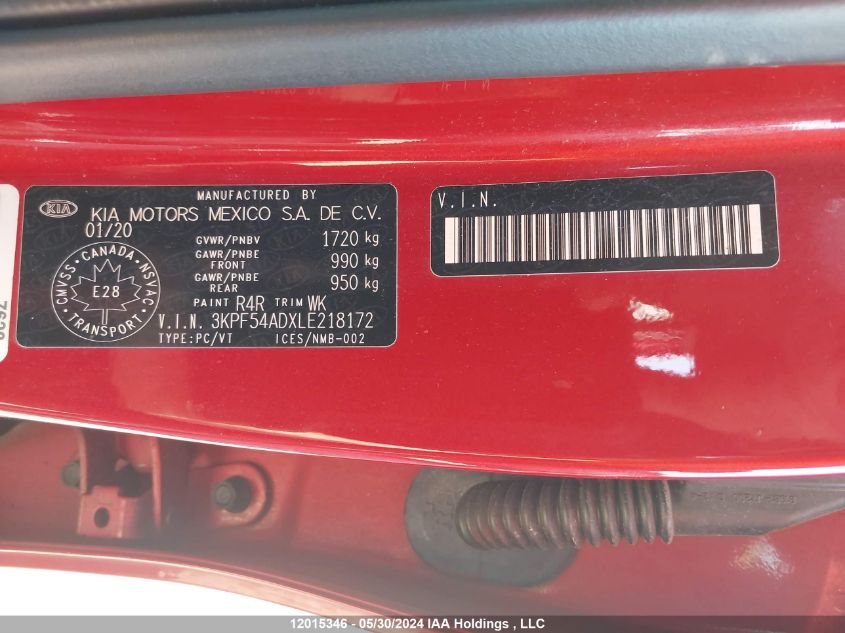 MANUFACTURED BY
KIA KIA MOTORS MEXICO S.A. DE C.V.
01/20
GVWR/PNBV 1720 kg
GAWR/PNBE FRONT 990 kg
GAWR/PNBE REAR 950 kg
CANADA
CMVSS NSVAC
E28
TRANSPORT
PAINT R4R TRIM WK
V.I.N. 3KPF54ADXLE218172
TYPE:PC/VT ICES/NMB-002
V.I.N.
12015346 - 05/30/2024 IAA Holdings , LLC